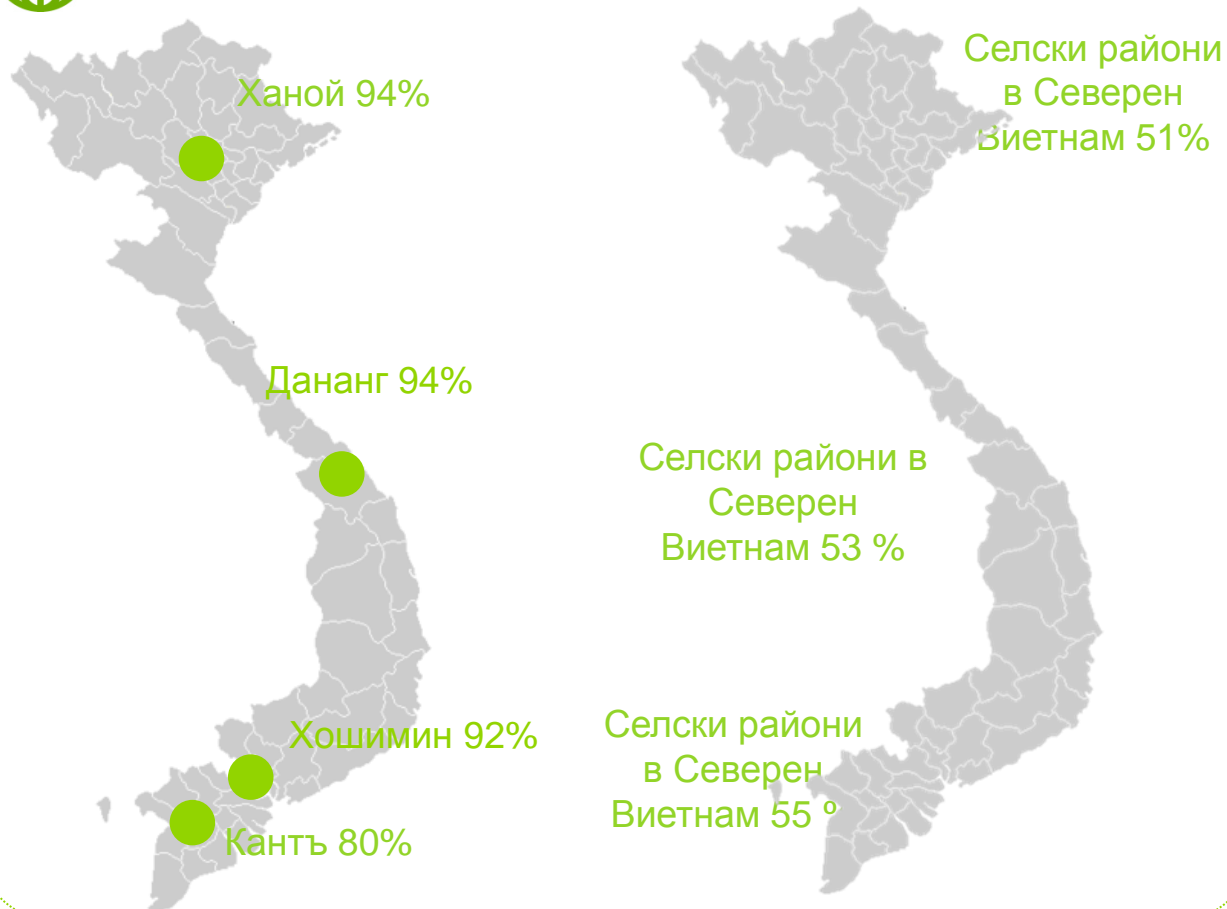 Ханой 94%
Дананг 94%
Хошимин 92%
Кантъ 80%
Селски райони
в Северен
Виетнам 51%
Селски райони в
Северен
Виетнам 53 %
Селски райони
в Северен
Виетнам 55